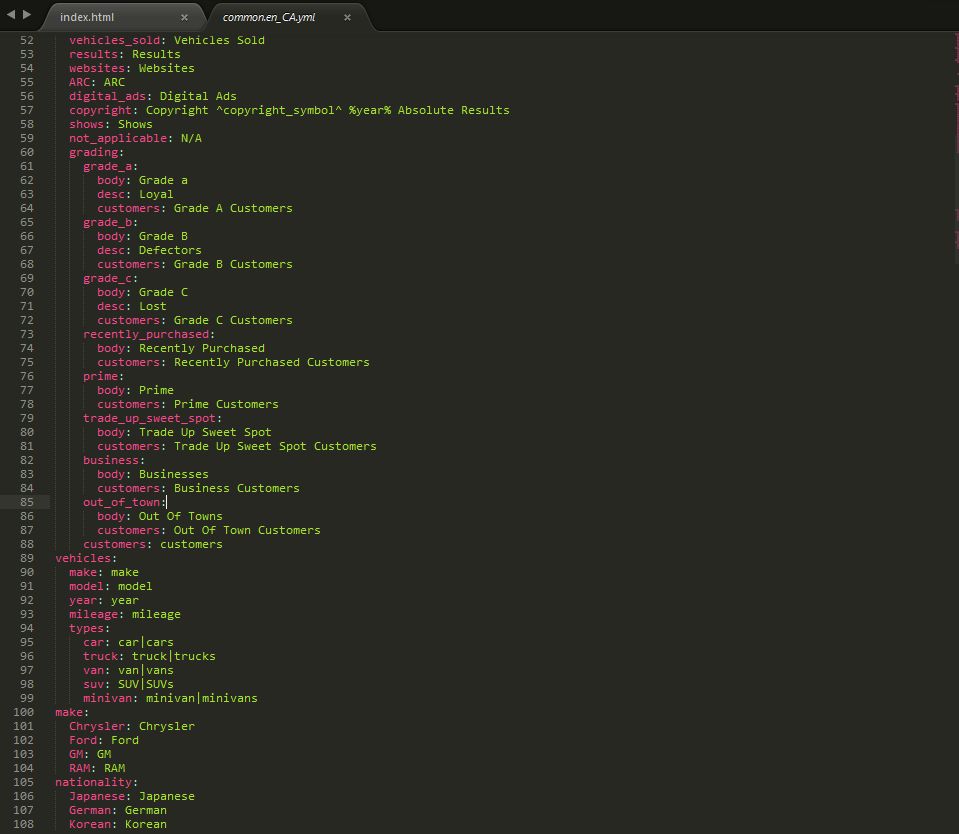 index.html × common.en_CA.yml ×
52 vehicles_sold: Vehicles Sold
53 results: Results
54 websites: Websites
55 ARC: ARC
56 digital_ads: Digital Ads
57 copyright: Copyright ^copyright_symbol^ %year% Absolute Results
58 shows: Shows
59 not_applicable: N/A
60 grading:
61 grade_a:
62 body: Grade a
63 desc: Loyal
64 customers: Grade A Customers
65 grade_b:
66 body: Grade B
67 desc: Defectors
68 customers: Grade B Customers
69 grade_c:
70 body: Grade C
71 desc: Lost
72 customers: Grade C Customers
73 recently_purchased:
74 body: Recently Purchased
75 customers: Recently Purchased Customers
76 prime:
77 body: Prime
78 customers: Prime Customers
79 trade_up_sweet_spot:
80 body: Trade Up Sweet Spot
81 customers: Trade Up Sweet Spot Customers
82 business:
83 body: Businesses
84 customers: Business Customers
85 out_of_town:
86 body: Out Of Towns
87 customers: Out Of Town Customers
88 customers: customers
89 vehicles:
90 make: make
91 model: model
92 year: year
93 mileage: mileage
94 types:
95 car: car|cars
96 truck: truck|trucks
97 van: van|vans
98 suv: SUV|SUVs
99 minivan: minivan|minivans
100 make:
101 Chrysler: Chrysler
102 Ford: Ford
103 GM: GM
104 RAM: RAM
105 nationality:
106 Japanese: Japanese
107 German: German
108 Korean: Korean